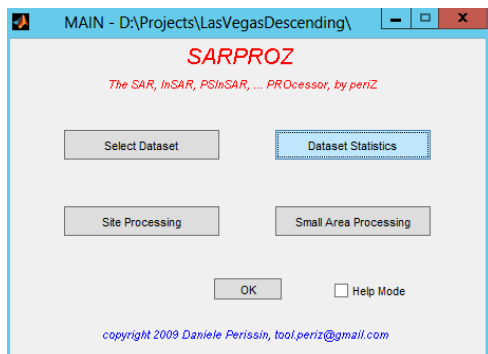 MAIN - D:\Projects\LasVegasDescending\
SARPROZ
The SAR, InSAR, PSInSAR, ... PROcessor, by periZ
Select Dataset
Dataset Statistics
Site Processing
Small Area Processing
OK
Help Mode
copyright 2009 Daniele Perissin, tool.periz@gmail.com